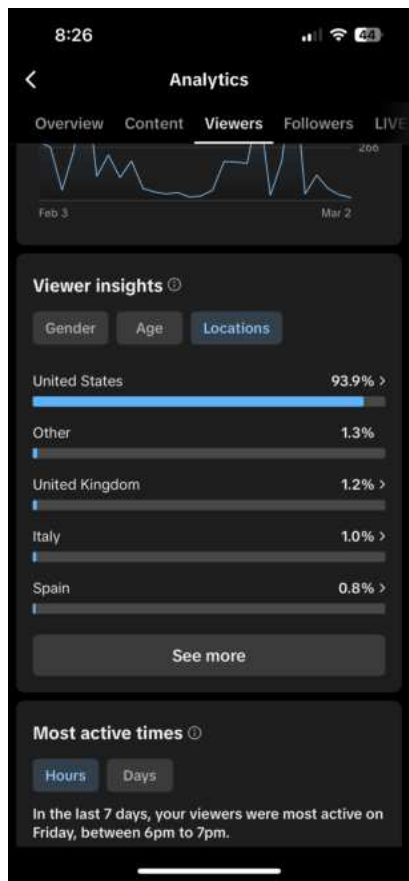 8:26
44
Analytics
Overview Content Viewers Followers LIVE
266
Feb 3 Mar 2
Viewer insights
Gender Age Locations
United States 93.9% >
Other 1.3%
United Kingdom 1.2% >
Italy 1.0% >
Spain 0.8% >
See more
Most active times
Hours Days
In the last 7 days, your viewers were most active on
Friday, between 6pm to 7pm.